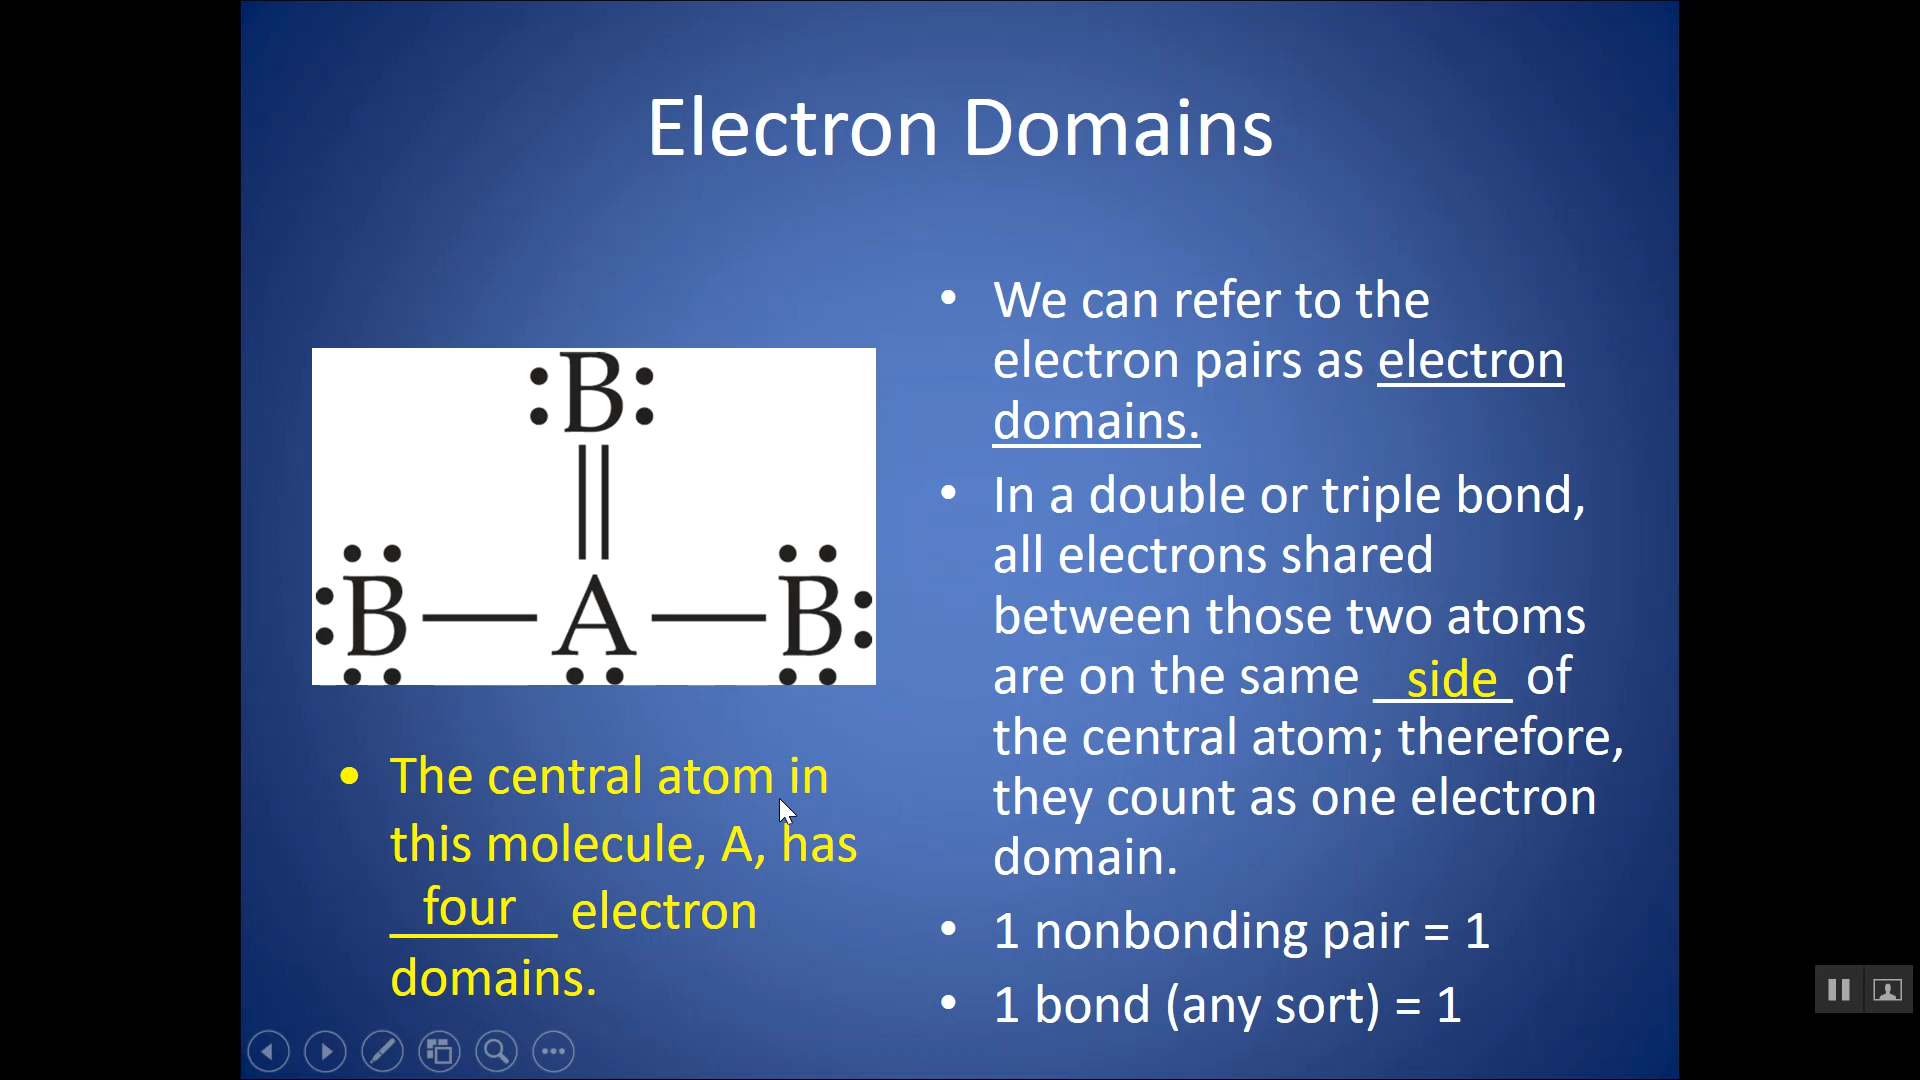 Electron Domains
:B:
:B — A — B:
• The central atom in
this molecule, A, has
four electron
domains.
• We can refer to the
electron pairs as electron
domains.
• In a double or triple bond,
all electrons shared
between those two atoms
are on the same side of
the central atom; therefore,
they count as one electron
domain.
• 1 nonbonding pair = 1
• 1 bond (any sort) = 1